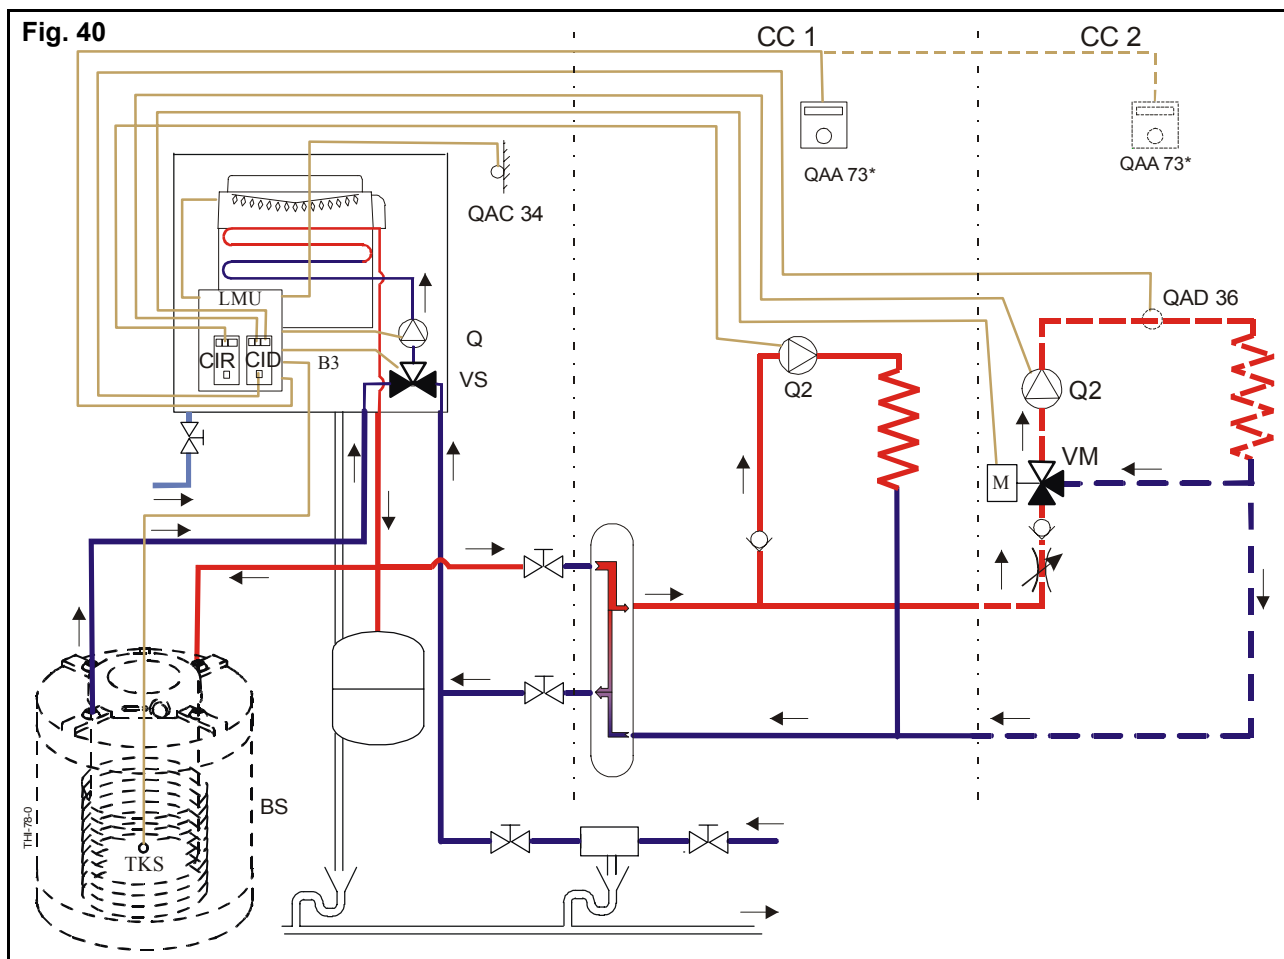 Fig. 40
CC 1
CC 2
QAA 73*
QAA 73*
QAC 34
LMU
QAD 36
CIR
CID
B3
Q
VS
Q2
Q2
VM
M
BS
TKS
THI-78-0